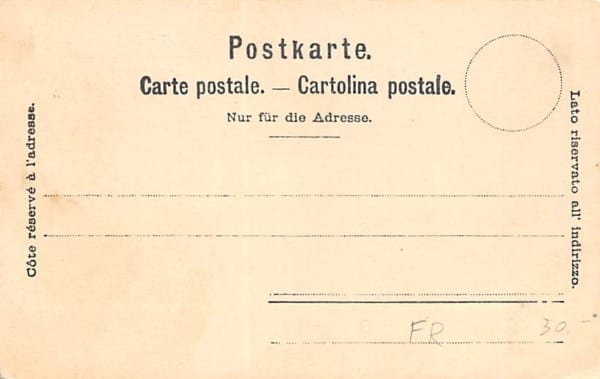 Postkarte.
Carte postale. — Cartolina postale.
Nur für die Adresse.
Côte réservé à l'adresse.
Lato riservato all' indirizzo.
FR
30.-